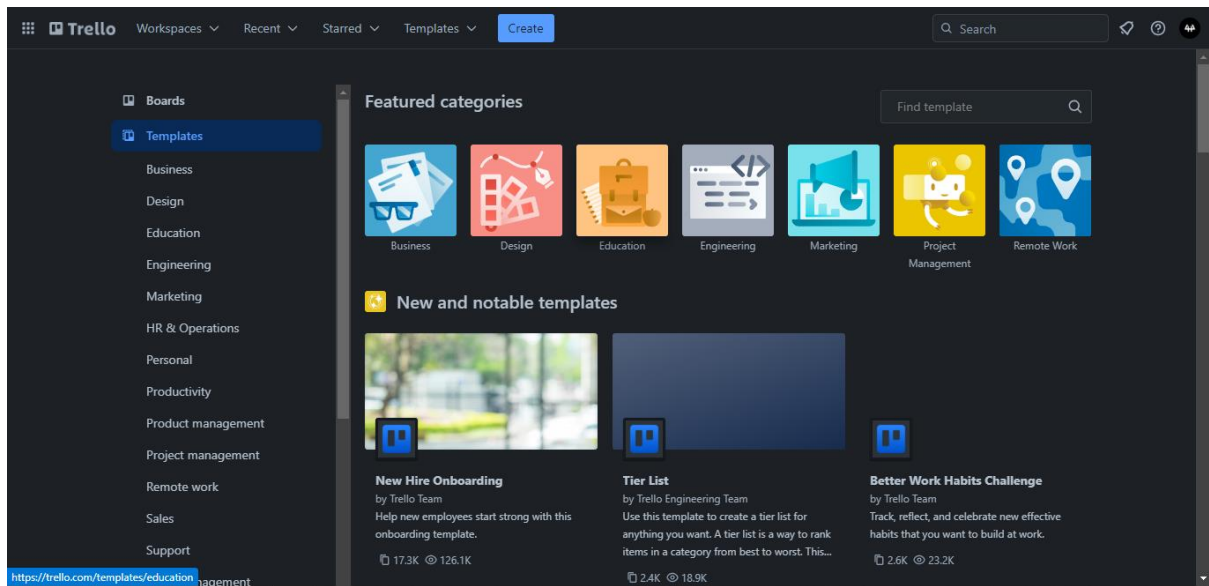 Trello
Workspaces
Recent
Starred
Templates
Create
Search
Boards
Templates
Business
Design
Education
Engineering
Marketing
HR & Operations
Personal
Productivity
Product management
Project management
Remote work
Sales
Support
https://trello.com/templates/education
agement
Featured categories
Find template
Business
Design
Education
Engineering
Marketing
Project
Management
Remote Work
New and notable templates
New Hire Onboarding
by Trello Team
Help new employees start strong with this
onboarding template.
17.3K 126.1K
Tier List
by Trello Engineering Team
Use this template to create a tier list for
anything you want. A tier list is a way to rank
items in a category from best to worst. This...
2.4K 18.9K
Better Work Habits Challenge
by Trello Team
Track, reflect, and celebrate new effective
habits that you want to build at work.
2.6K 23.2K